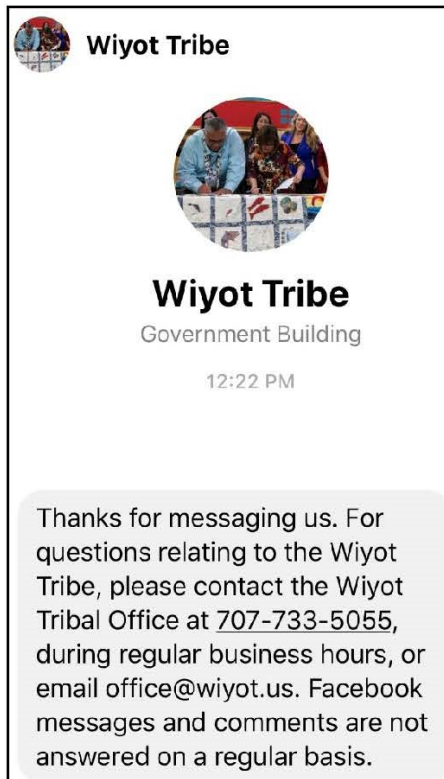 Wiyot Tribe
Wiyot Tribe
Government Building
12:22 PM
Thanks for messaging us. For
questions relating to the Wiyot
Tribe, please contact the Wiyot
Tribal Office at 707-733-5055,
during regular business hours, or
email office@wiyot.us. Facebook
messages and comments are not
answered on a regular basis.